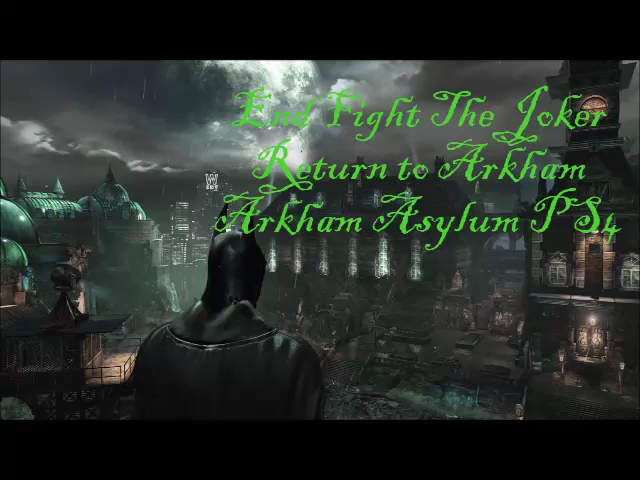 End Fight The Joker
Return to Arkham
Arkham Asylum PS4